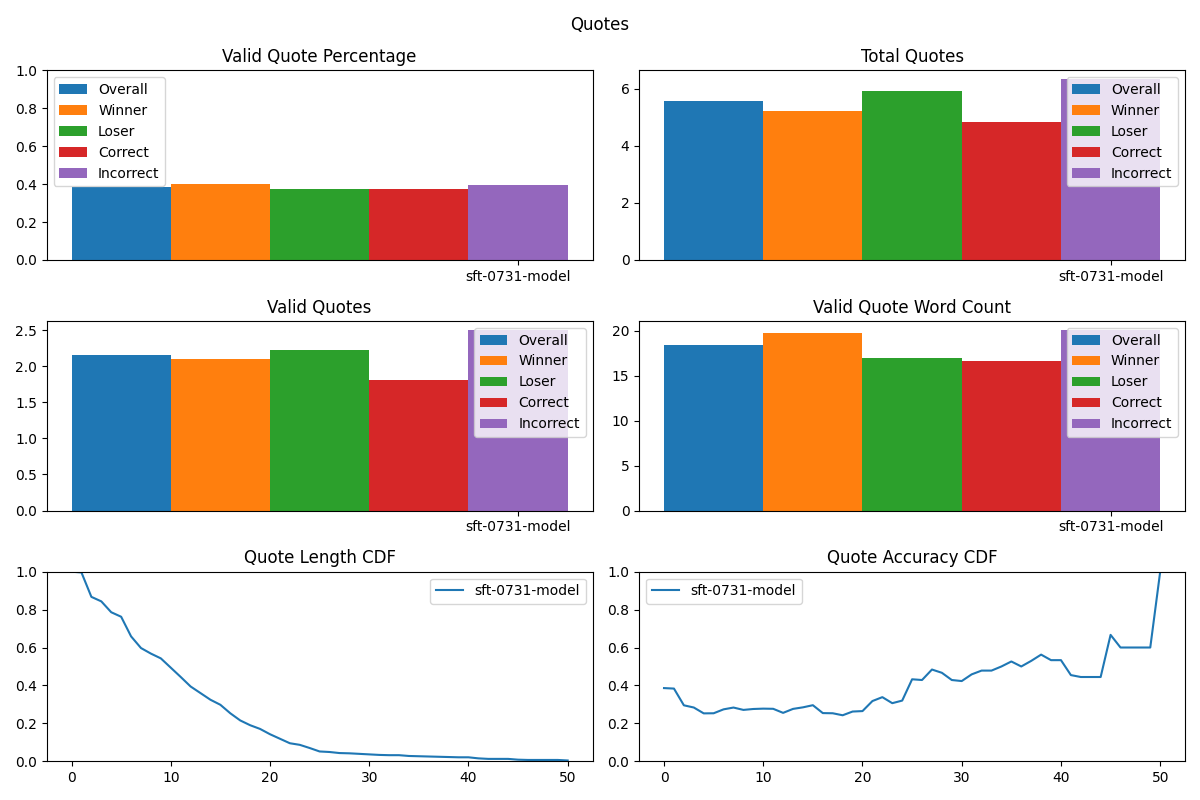 Quotes
Valid Quote Percentage
1.0
0.8
0.6
0.4
0.2
0.0
Overall
Winner
Loser
Correct
Incorrect
sft-0731-model
Total Quotes
6
4
2
0
Overall
Winner
Loser
Correct
Incorrect
sft-0731-model
Valid Quotes
2.5
2.0
1.5
1.0
0.5
0.0
Overall
Winner
Loser
Correct
Incorrect
sft-0731-model
Valid Quote Word Count
20
15
10
5
0
Overall
Winner
Loser
Correct
Incorrect
sft-0731-model
Quote Length CDF
1.0
0.8
0.6
0.4
0.2
0.0
sft-0731-model
0 10 20 30 40 50
Quote Accuracy CDF
1.0
0.8
0.6
0.4
0.2
0.0
sft-0731-model
0 10 20 30 40 50